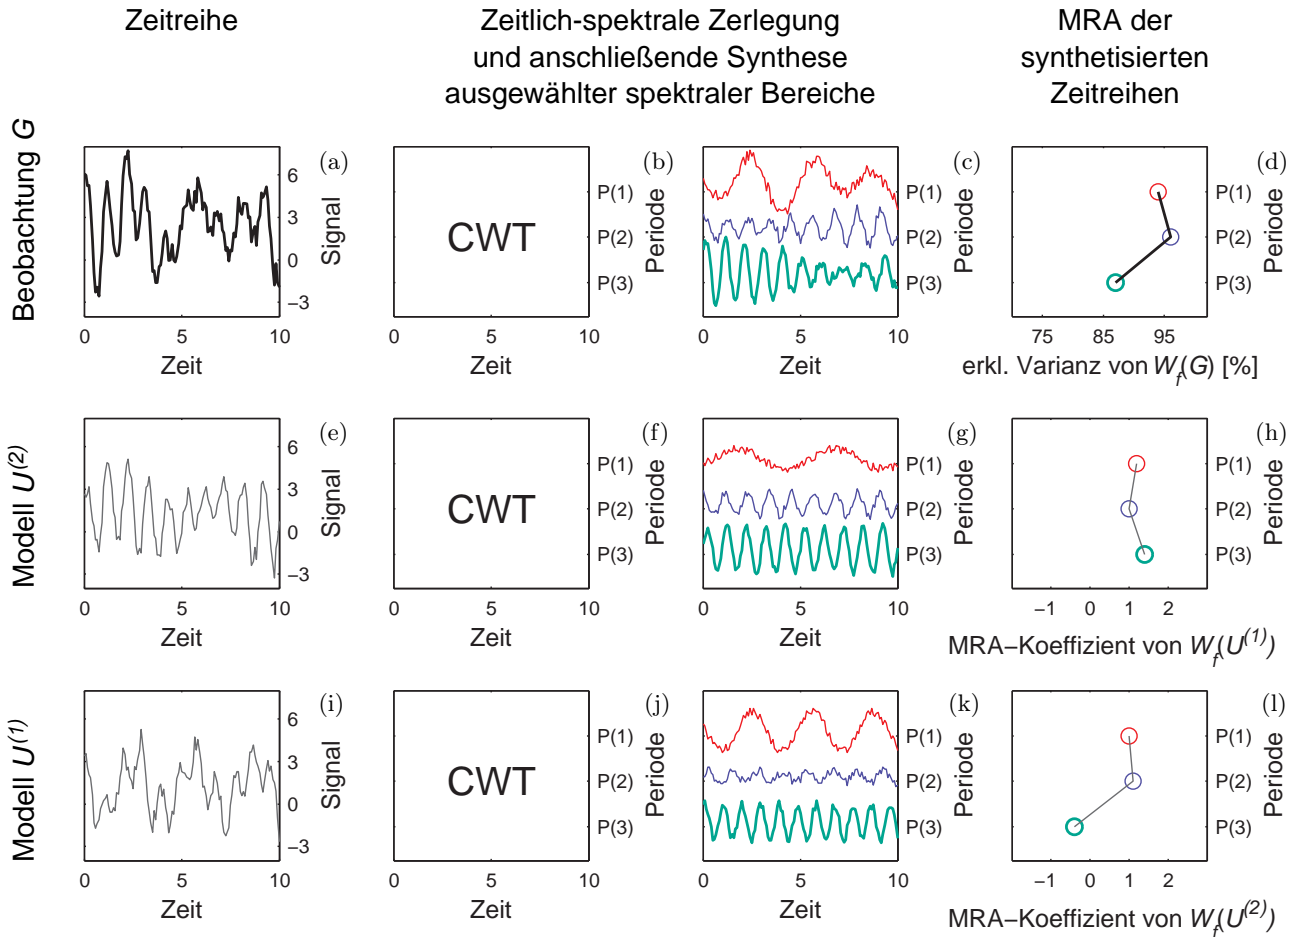 Zeitreihe
Zeitlich-spektrale Zerlegung
und anschließende Synthese
ausgewählter spektraler Bereiche
MRA der
synthetisierten
Zeitreihen
Beobachtung G
6
3
0
−3
Signal
(a)
0 5 10
Zeit
CWT
P(1)
P(2)
P(3)
Periode
(b)
0 5 10
Zeit
P(1)
P(2)
P(3)
Periode
(c)
0 5 10
Zeit
P(1)
P(2)
P(3)
Periode
(d)
75 85 95
erkl. Varianz von W_f(G) [%]
Modell U^(2)
6
3
0
−3
Signal
(e)
0 5 10
Zeit
CWT
P(1)
P(2)
P(3)
Periode
(f)
0 5 10
Zeit
P(1)
P(2)
P(3)
Periode
(g)
0 5 10
Zeit
P(1)
P(2)
P(3)
Periode
(h)
−1 0 1 2
MRA−Koeffizient von W_f(U^(1))
Modell U^(1)
6
3
0
−3
Signal
(i)
0 5 10
Zeit
CWT
P(1)
P(2)
P(3)
Periode
(j)
0 5 10
Zeit
P(1)
P(2)
P(3)
Periode
(k)
0 5 10
Zeit
P(1)
P(2)
P(3)
Periode
(l)
−1 0 1 2
MRA−Koeffizient von W_f(U^(2))